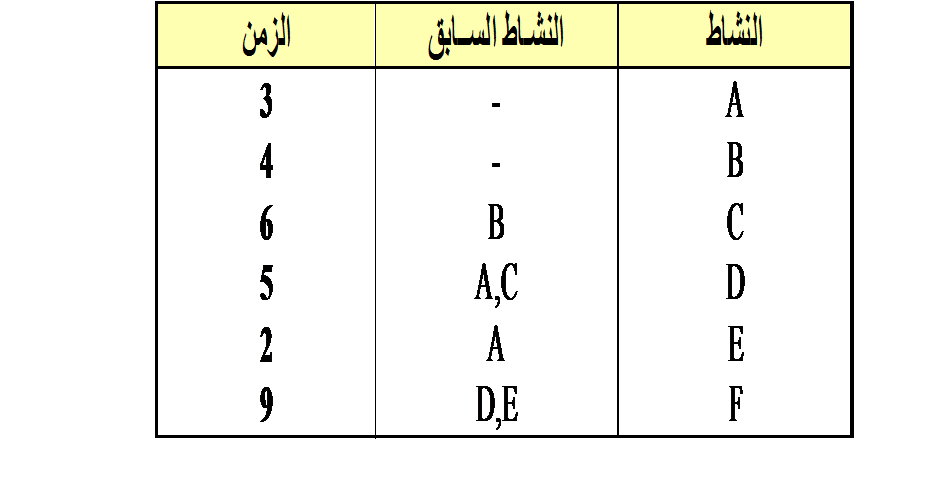 النشاط النشاط السابق الزمن
A - 3
B - 4
C B 6
D A,C 5
E A 2
F D,E 9